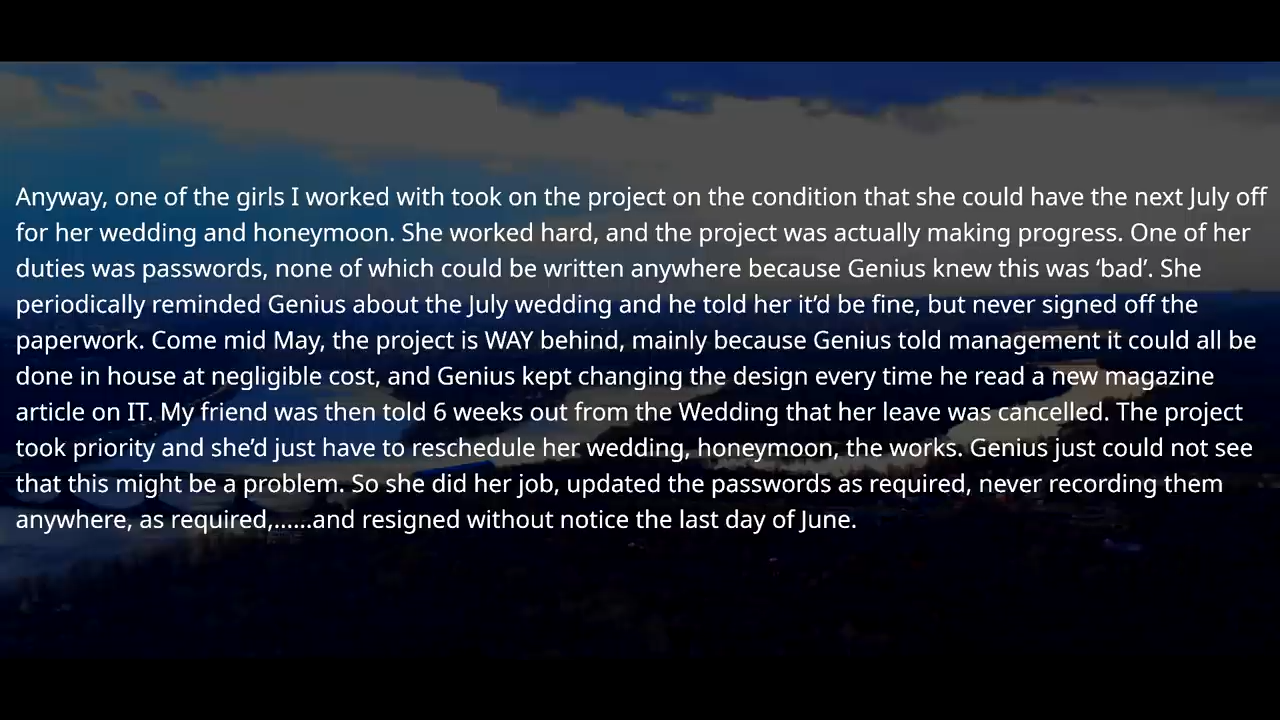 Anyway, one of the girls I worked with took on the project on the condition that she could have the next July off
for her wedding and honeymoon. She worked hard, and the project was actually making progress. One of her
duties was passwords, none of which could be written anywhere because Genius knew this was ‘bad’. She
periodically reminded Genius about the July wedding and he told her it’d be fine, but never signed off the
paperwork. Come mid May, the project is WAY behind, mainly because Genius told management it could all be
done in house at negligible cost, and Genius kept changing the design every time he read a new magazine
article on IT. My friend was then told 6 weeks out from the Wedding that her leave was cancelled. The project
took priority and she’d just have to reschedule her wedding, honeymoon, the works. Genius just could not see
that this might be a problem. So she did her job, updated the passwords as required, never recording them
anywhere, as required,......and resigned without notice the last day of June.